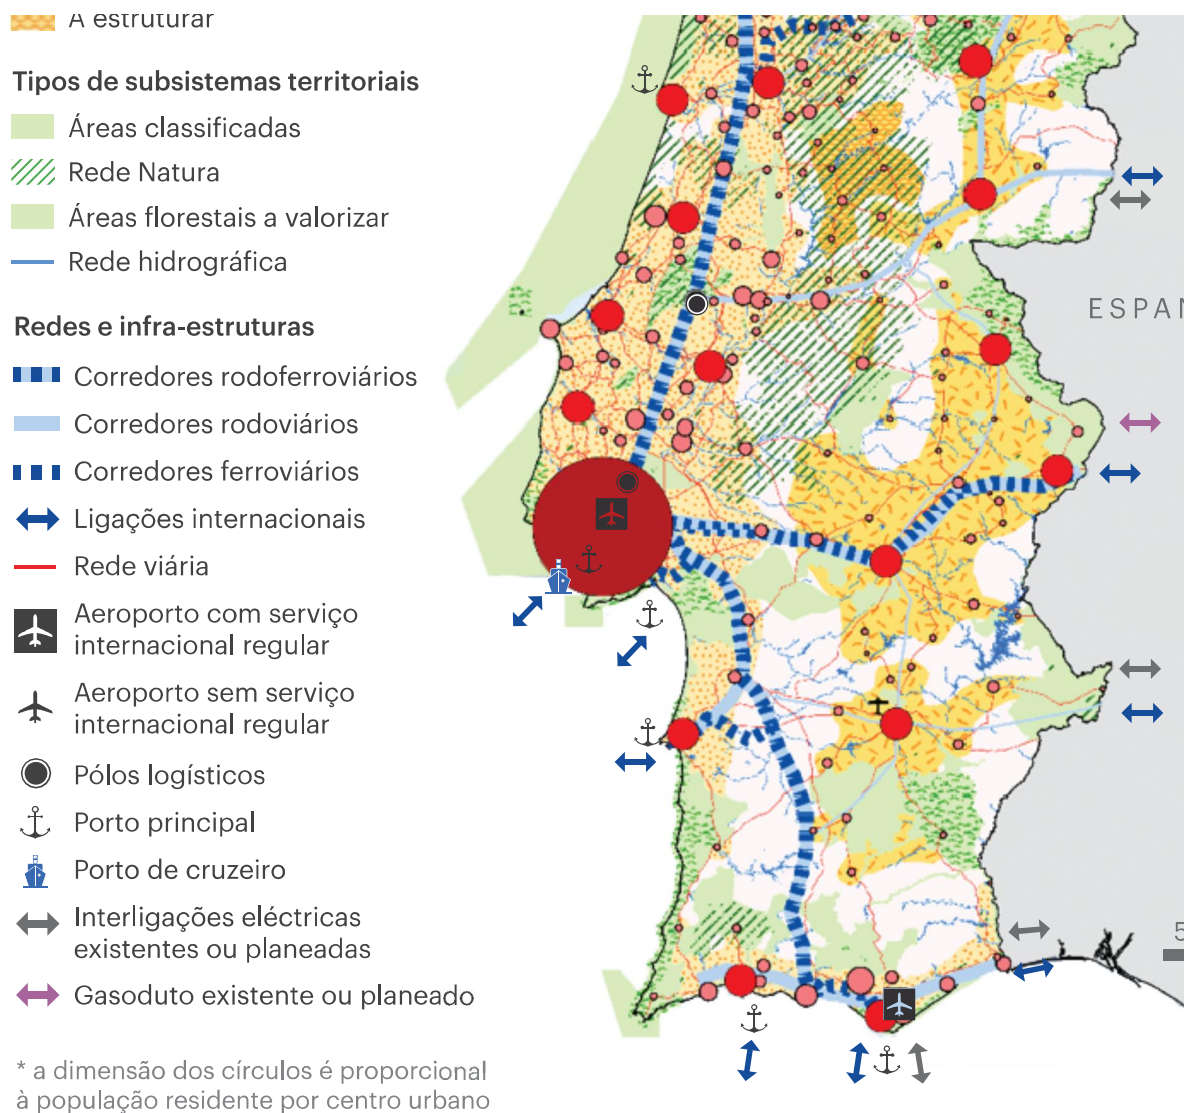 A estruturar
Tipos de subsistemas territoriais
Áreas classificadas
Rede Natura
Áreas florestais a valorizar
Rede hidrográfica
Redes e infra-estruturas
Corredores rodoferroviários
Corredores rodoviários
Corredores ferroviários
Ligações internacionais
Rede viária
Aeroporto com serviço
internacional regular
Aeroporto sem serviço
internacional regular
Pólos logísticos
Porto principal
Porto de cruzeiro
Interligações eléctricas
existentes ou planeadas
Gasoduto existente ou planeado
* a dimensão dos círculos é proporcional
à população residente por centro urbano
ESPAN
5